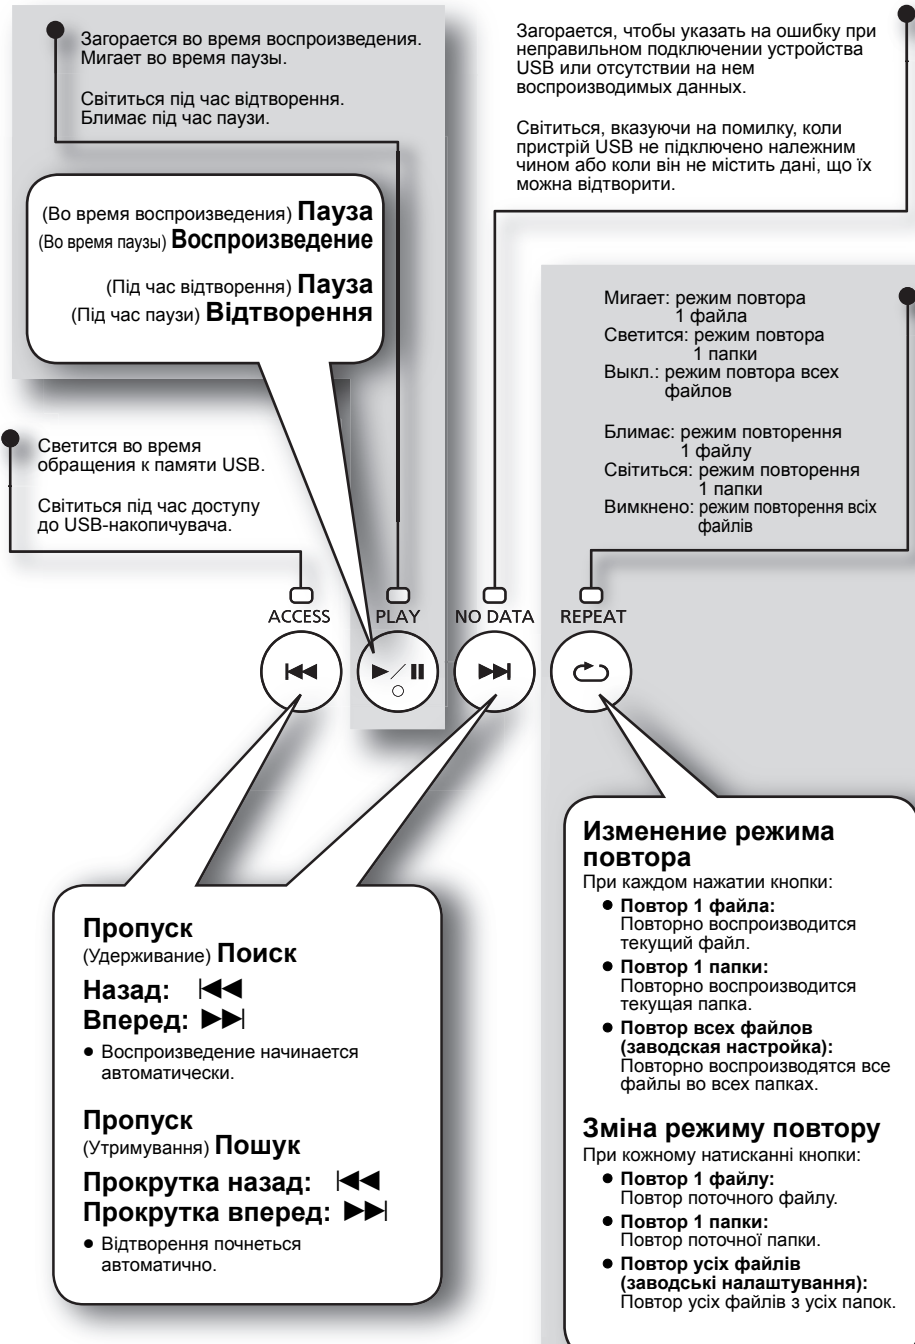 Загорается во время воспроизведения.
Мигает во время паузы.
Світиться під час відтворення.
Блимає під час паузи.
Загорается, чтобы указать на ошибку при
неправильном подключении устройства
USB или отсутствии на нем
воспроизводимых данных.
Світиться, вказуючи на помилку, коли
пристрій USB не підключено належним
чином або коли він не містить дані, що їх
можна відтворити.
(Во время воспроизведения) Пауза
(Во время паузы) Воспроизведение
(Під час відтворення) Пауза
(Під час паузи) Відтворення
Мигает: режим повтора
1 файла
Светится: режим повтора
1 папки
Выкл.: режим повтора всех
файлов
Блимає: режим повторення
1 файлу
Світиться: режим повторення
1 папки
Вимкнено: режим повторення всіх
файлів
Светится во время
обращения к памяти USB.
Світиться під час доступу
до USB-накопичувача.
ACCESS PLAY NO DATA REPEAT
Пропуск
(Удерживание) Поиск
Назад: ⏮
Вперед: ⏭
● Воспроизведение начинается
автоматически.
Пропуск
(Утримування) Пошук
Прокрутка назад: ⏮
Прокрутка вперед: ⏭
● Відтворення почнеться
автоматично.
Изменение режима
повтора
При каждом нажатии кнопки:
● Повтор 1 файла:
Повторно воспроизводится
текущий файл.
● Повтор 1 папки:
Повторно воспроизводится
текущая папка.
● Повтор всех файлов
(заводская настройка):
Повторно воспроизводятся все
файлы во всех папках.
Зміна режиму повтору
При кожному натисканні кнопки:
● Повтор 1 файлу:
Повтор поточного файлу.
● Повтор 1 папки:
Повтор поточної папки.
● Повтор усіх файлів
(заводські налаштування):
Повтор усіх файлів з усіх папок.